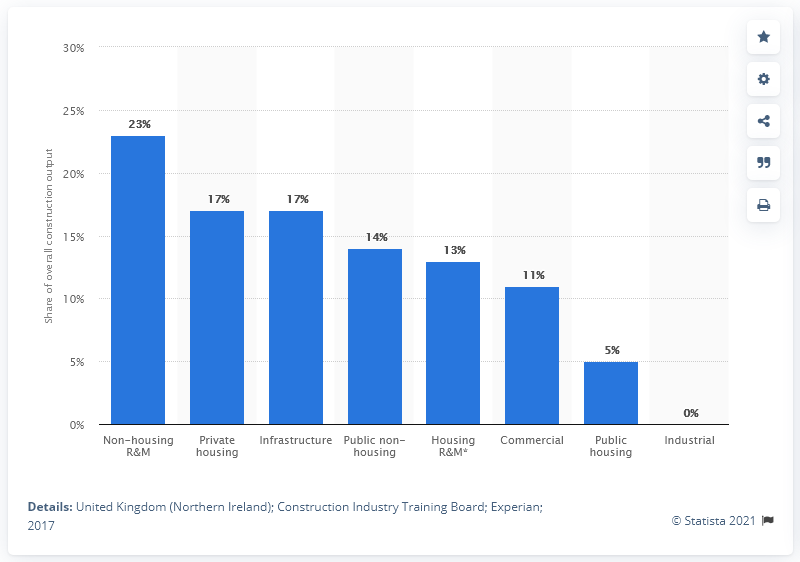 30%
25%
20%
15%
10%
5%
0%
Share of overall construction output
23%
17%
17%
14%
13%
11%
5%
0%
Non-housing R&M
Private housing
Infrastructure
Public non-housing
Housing R&M*
Commercial
Public housing
Industrial
Details: United Kingdom (Northern Ireland); Construction Industry Training Board; Experian;
2017
© Statista 2021